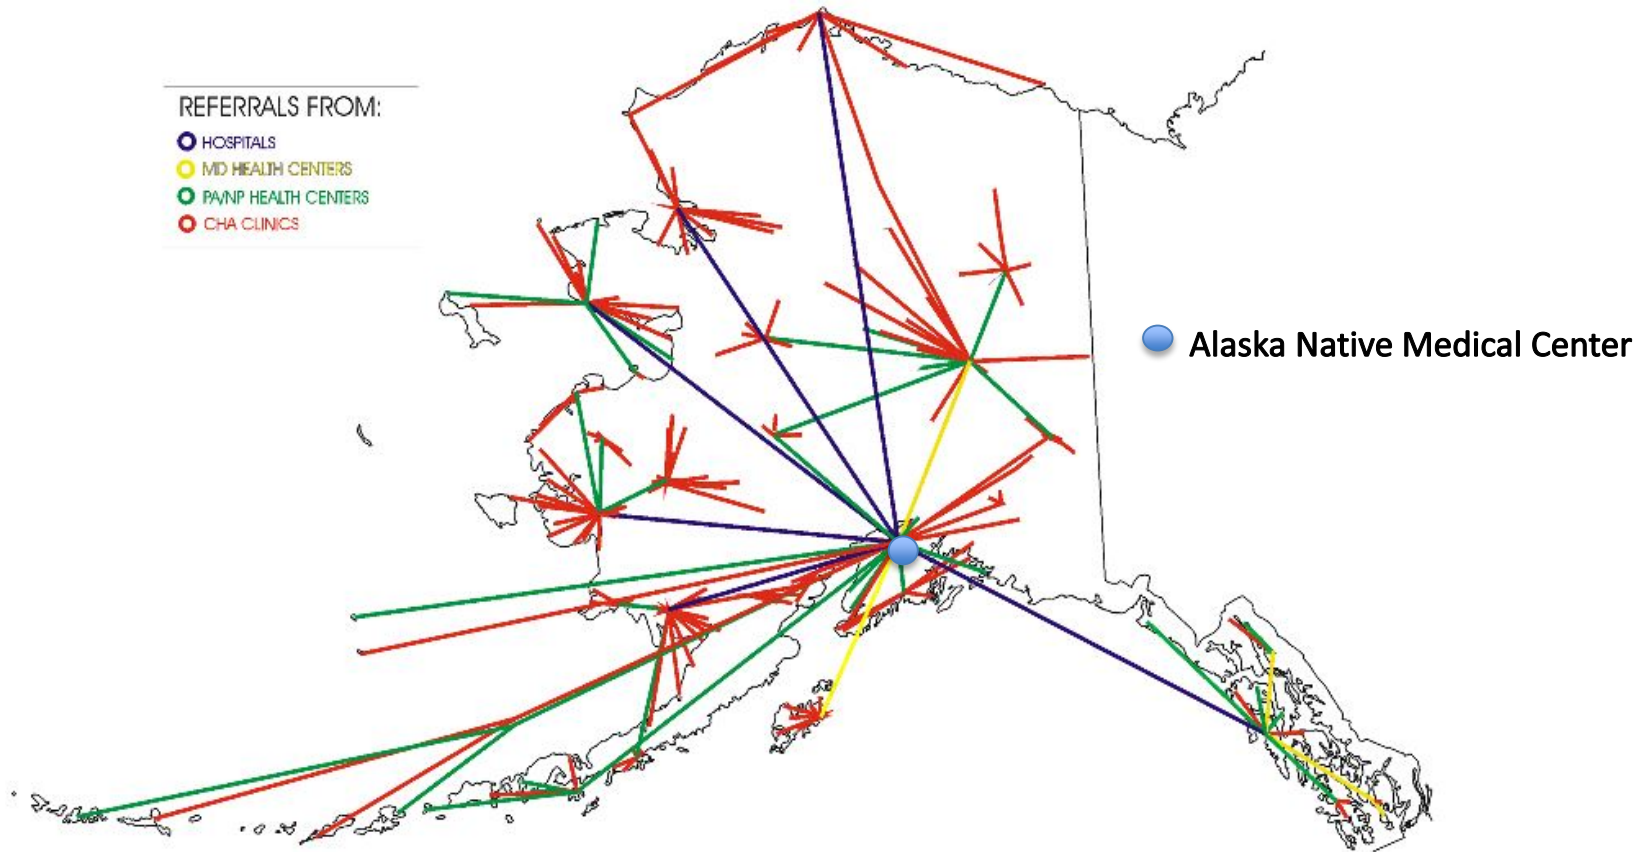 REFERRALS FROM:
HOSPITALS
MD HEALTH CENTERS
PA/NP HEALTH CENTERS
CHA CLINICS
Alaska Native Medical Center